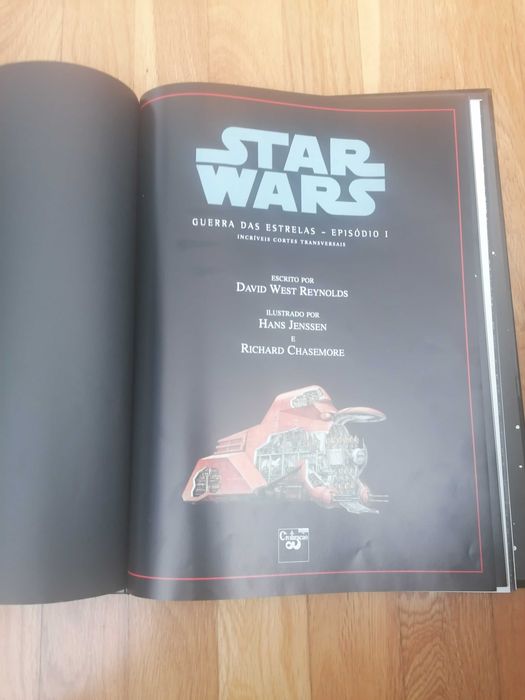 STAR
WARS
GUERRA DAS ESTRELAS – EPISÓDIO I
INCRÍVEIS CORTES TRANSVERSAIS
ESCRITO POR
DAVID WEST REYNOLDS
ILUSTRADO POR
HANS JENSSEN
E
RICHARD CHASEMORE
Civilização